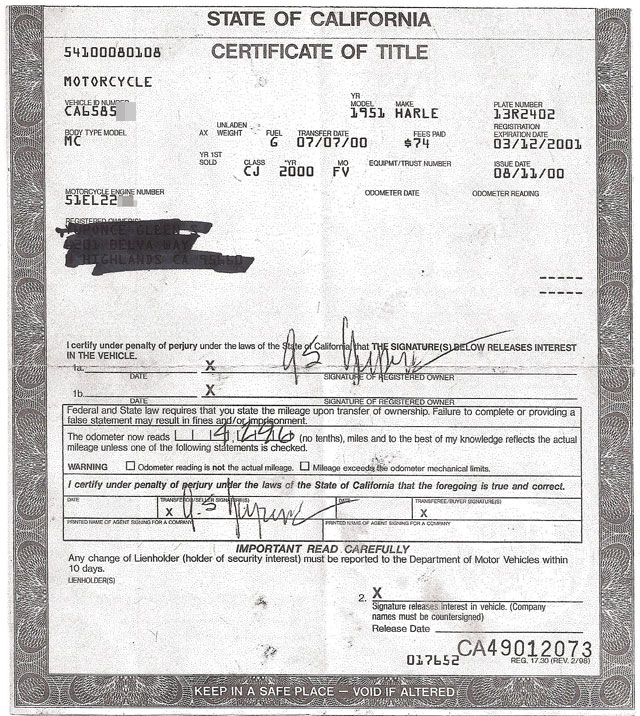 STATE OF CALIFORNIA
54100080108
CERTIFICATE OF TITLE
MOTORCYCLE
VEHICLE ID NUMBER YR MODEL MAKE PLATE NUMBER
CA6585 1951 HARLE 13R2402
BODY TYPE MODEL AX UNLADEN WEIGHT FUEL TRANSFER DATE FEES PAID REGISTRATION EXPIRATION DATE
MC G 07/07/00 $74 03/12/2001
YR 1ST SOLD CLASS *YR MO EQUIPMT/TRUST NUMBER ISSUE DATE
CJ 2000 FV 08/11/00
MOTORCYCLE ENGINE NUMBER ODOMETER DATE ODOMETER READING
51EL22
REGISTERED OWNER(S)
I certify under penalty of perjury under the laws of the State of California, that THE SIGNATURE(S) BELOW RELEASES INTEREST
IN THE VEHICLE.
1a. X
DATE SIGNATURE OF REGISTERED OWNER
1b. X
DATE SIGNATURE OF REGISTERED OWNER
Federal and State law requires that you state the mileage upon transfer of ownership. Failure to complete or providing a
false statement may result in fines and/or imprisonment.
The odometer now reads 14,296 (no tenths), miles and to the best of my knowledge reflects the actual
mileage unless one of the following statements is checked.
WARNING Odometer reading is not the actual mileage. Mileage exceeds the odometer mechanical limits.
I certify under penalty of perjury under the laws of the State of California that the foregoing is true and correct.
DATE TRANSFEROR/SELLER SIGNATURE(S) DATE TRANSFEREE/BUYER SIGNATURE(S)
X X
PRINTED NAME OF AGENT SIGNING FOR A COMPANY PRINTED NAME OF AGENT SIGNING FOR A COMPANY
IMPORTANT READ CAREFULLY
Any change of Lienholder (holder of security interest) must be reported to the Department of Motor Vehicles within
10 days.
LIENHOLDER(S)
2. X
Signature releases interest in vehicle. (Company
names must be countersigned)
Release Date
CA49012073
017652 REG. 17.30 (REV. 2/98)
KEEP IN A SAFE PLACE – VOID IF ALTERED